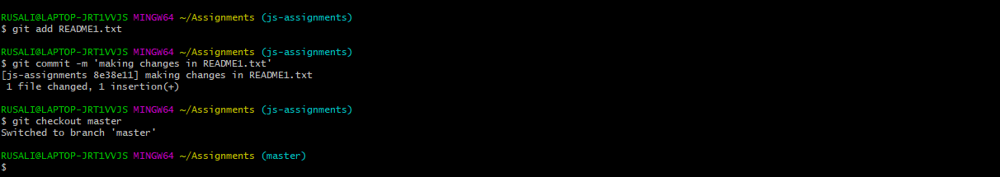 RUSALI@LAPTOP-JRT1VVJS MINGW64 ~/Assignments (js-assignments)
$ git add README1.txt
RUSALI@LAPTOP-JRT1VVJS MINGW64 ~/Assignments (js-assignments)
$ git commit -m 'making changes in README1.txt'
[js-assignments 8e38e11] making changes in README1.txt
 1 file changed, 1 insertion(+)
RUSALI@LAPTOP-JRT1VVJS MINGW64 ~/Assignments (js-assignments)
$ git checkout master
Switched to branch 'master'
RUSALI@LAPTOP-JRT1VVJS MINGW64 ~/Assignments (master)
$